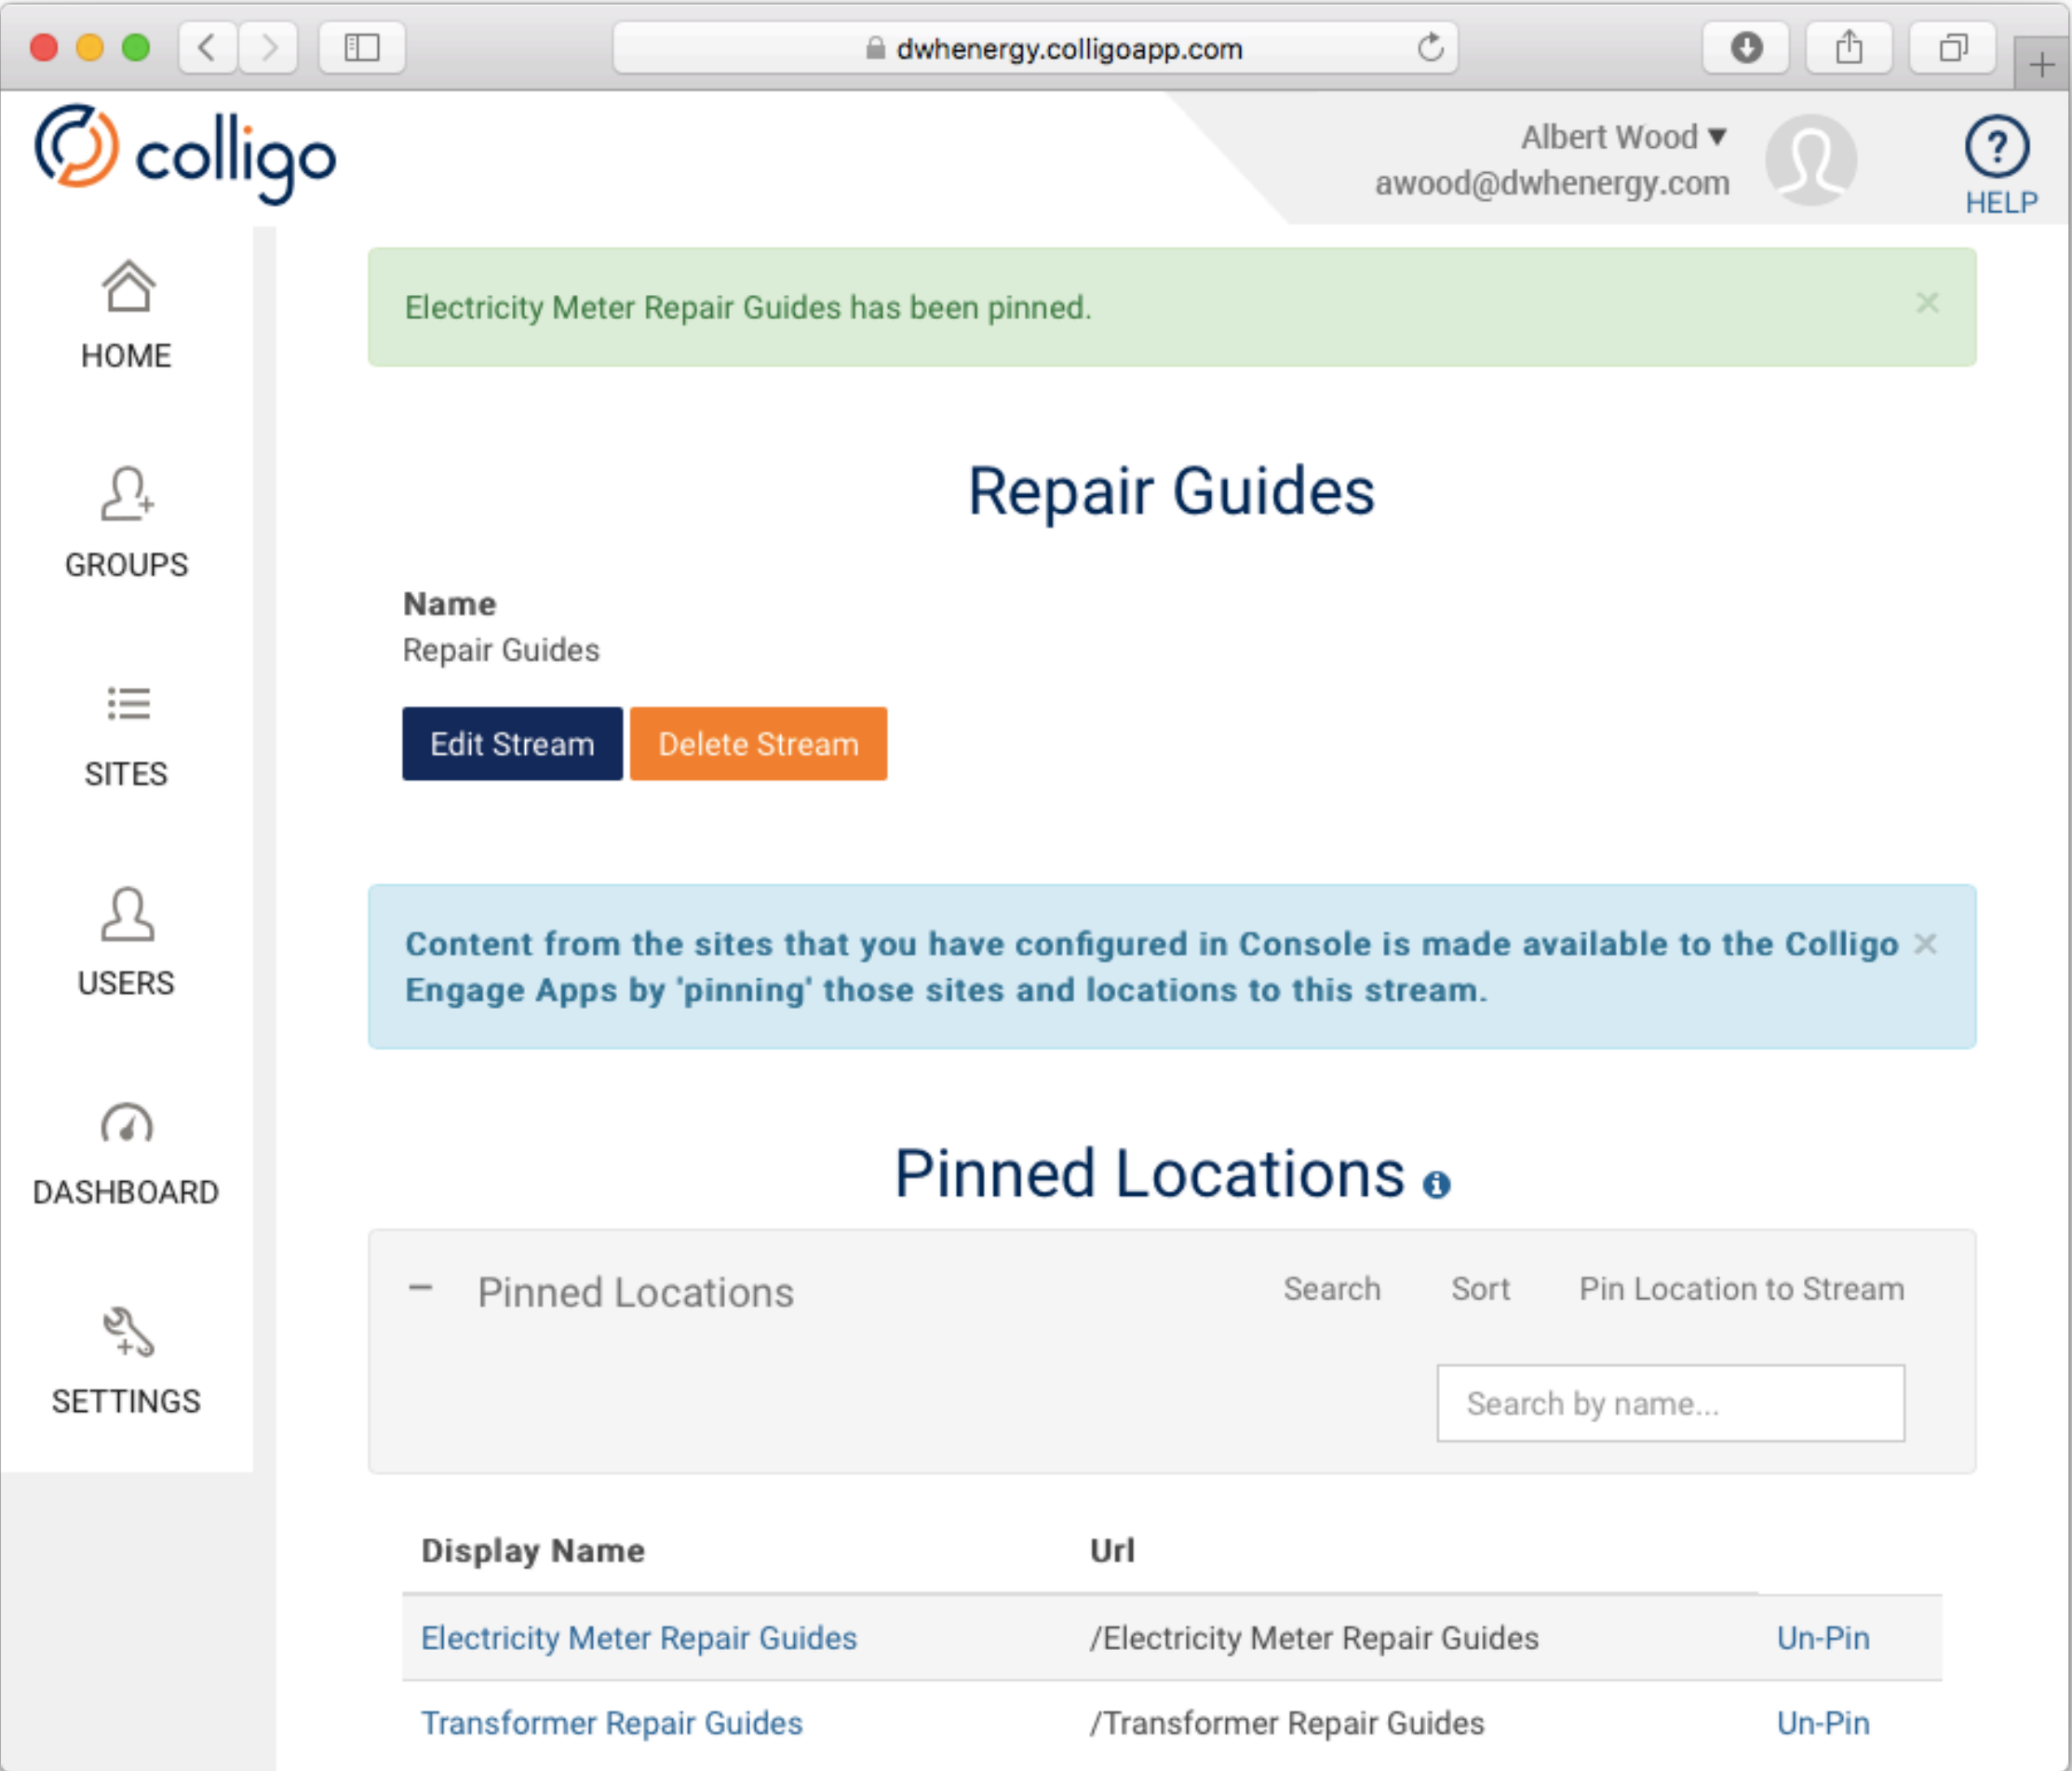 dwhenergy.colligoapp.com
colligo
Albert Wood ▼
awood@dwhenergy.com
?
HELP
HOME
GROUPS
SITES
USERS
DASHBOARD
SETTINGS
Electricity Meter Repair Guides has been pinned. ×
Repair Guides
Name
Repair Guides
Edit Stream Delete Stream
Content from the sites that you have configured in Console is made available to the Colligo ×
Engage Apps by 'pinning' those sites and locations to this stream.
Pinned Locations i
− Pinned Locations Search Sort Pin Location to Stream
Search by name...
Display Name Url
Electricity Meter Repair Guides /Electricity Meter Repair Guides Un-Pin
Transformer Repair Guides /Transformer Repair Guides Un-Pin